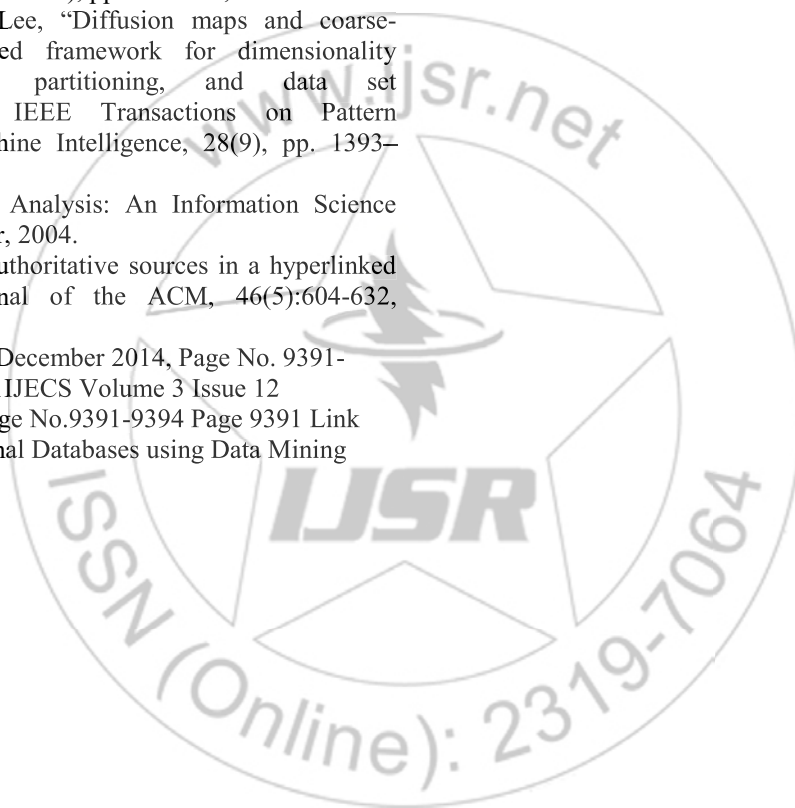 Lee, “Diffusion maps and coarse-
ed framework for dimensionality
partitioning, and data set
IEEE Transactions on Pattern
hine Intelligence, 28(9), pp. 1393–
Analysis: An Information Science
r, 2004.
uthoritative sources in a hyperlinked
nal of the ACM, 46(5):604-632,
December 2014, Page No. 9391-
IJECS Volume 3 Issue 12
ge No.9391-9394 Page 9391 Link
nal Databases using Data Mining
www.ijsr.net
IJSR
ISSN (Online): 2319-7064